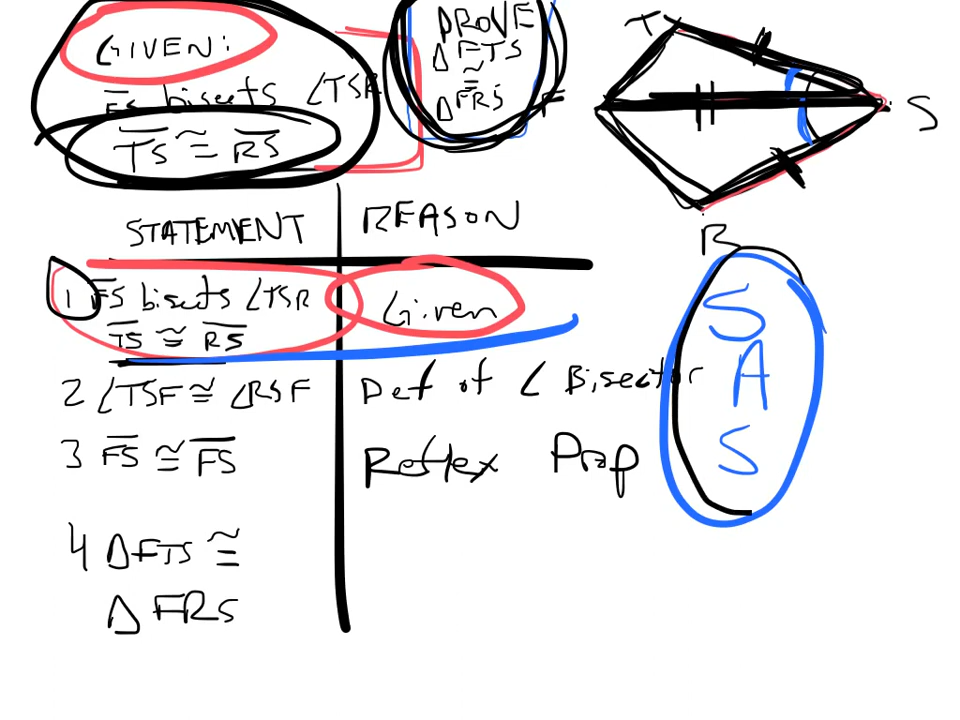 GIVEN:
FS bisects ∠TSR
TS ≅ RS
PROVE
△FTS
≅
△FRS
T
F
S
R
STATEMENT REASON
1 FS bisects ∠TSR Given
TS ≅ RS
2 ∠TSF ≅ ∠RSF Def of ∠ Bisector
3 FS ≅ FS Reflex Prop
4 △FTS ≅
△FRS
S
A
S